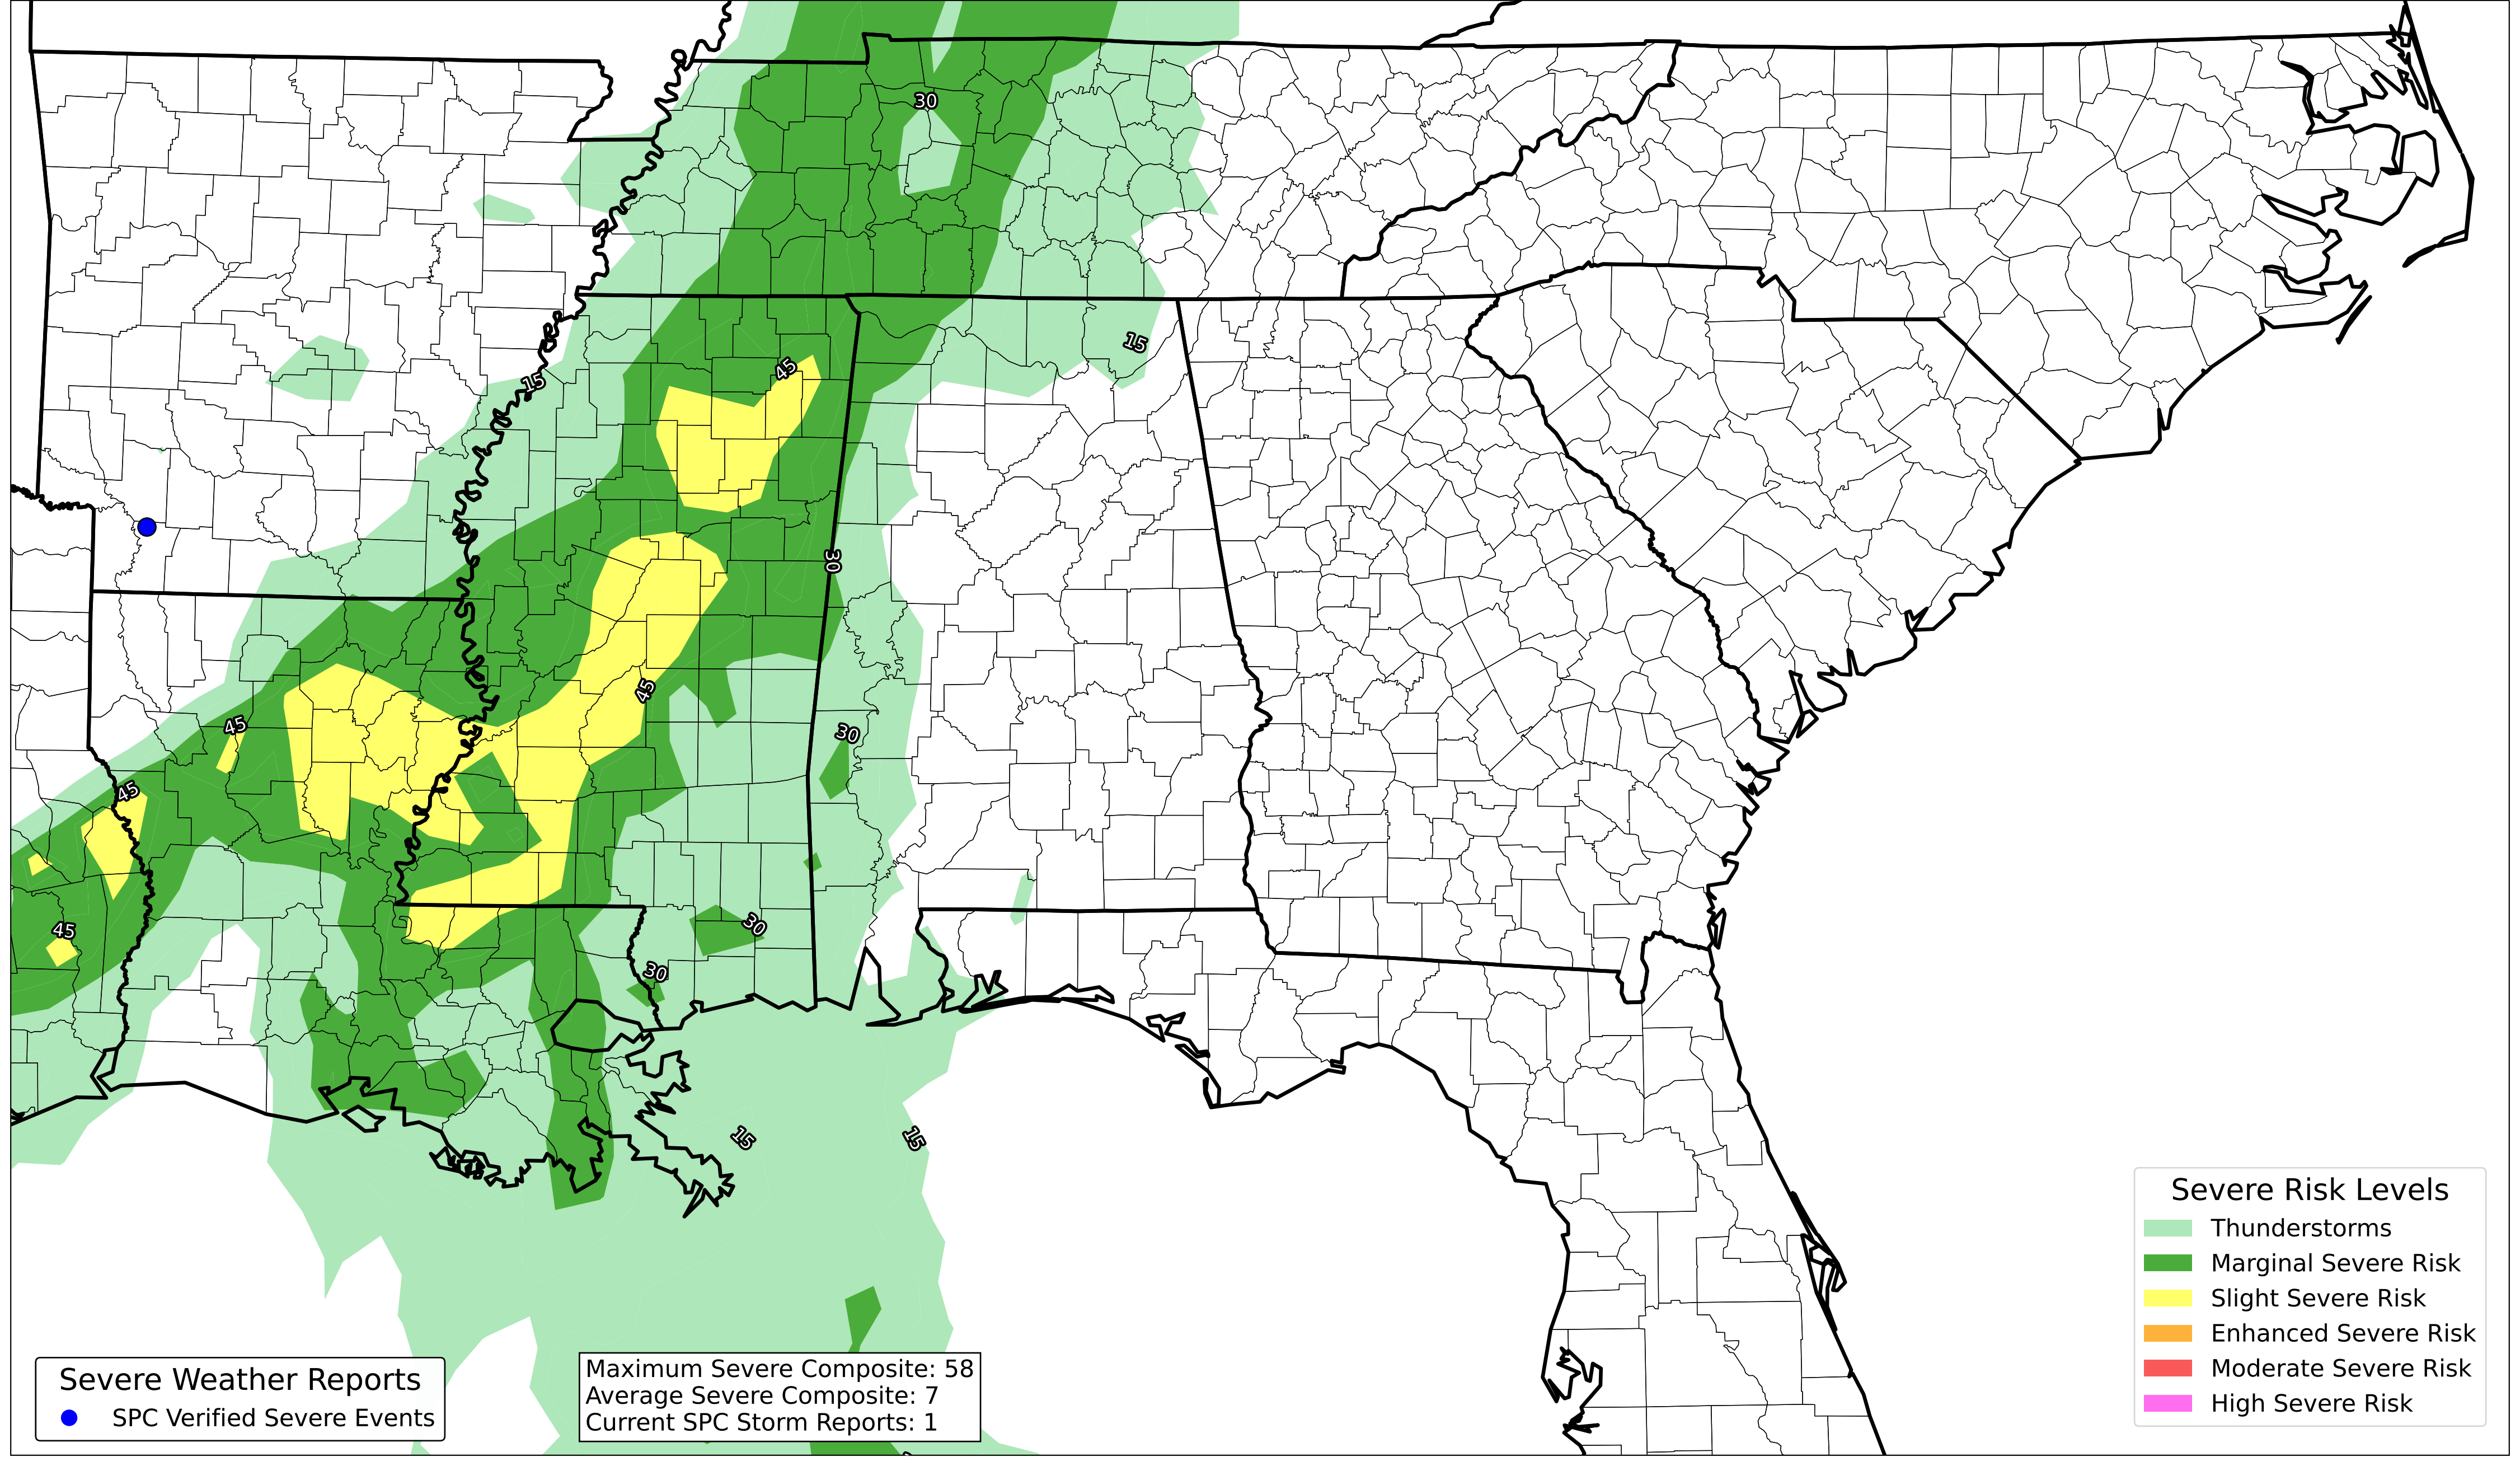 30
15
45
15
30
45
30
45
45
30
45
30
15
15
Severe Risk Levels
Thunderstorms
Marginal Severe Risk
Slight Severe Risk
Enhanced Severe Risk
Moderate Severe Risk
High Severe Risk
Severe Weather Reports
SPC Verified Severe Events
Maximum Severe Composite: 58
Average Severe Composite: 7
Current SPC Storm Reports: 1